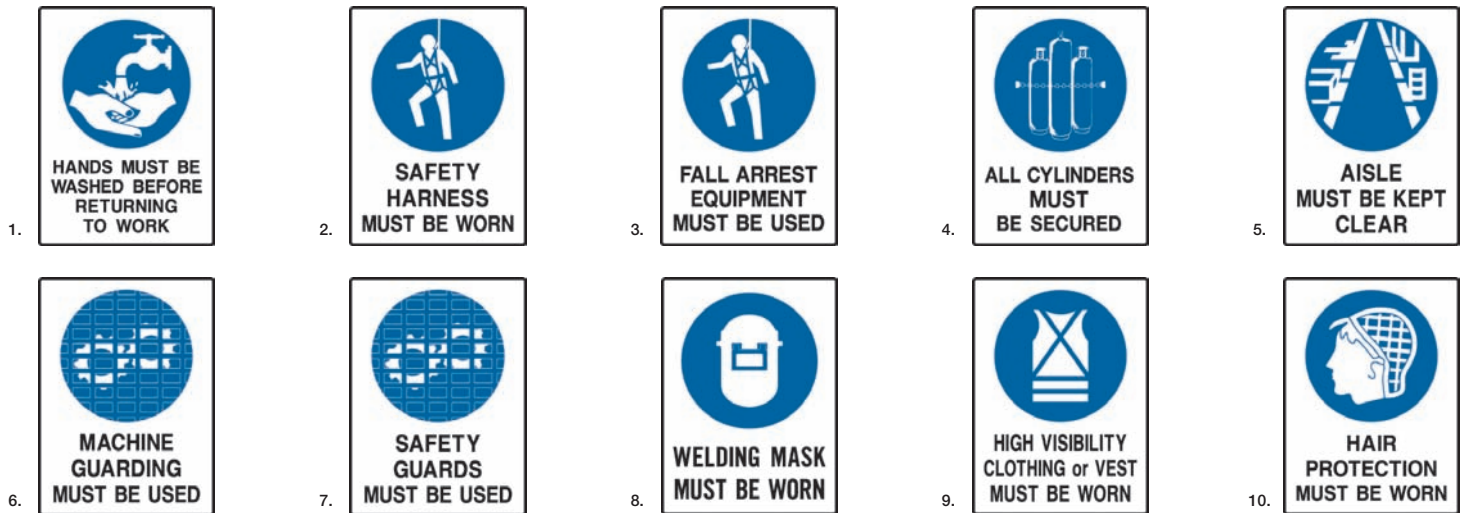 HANDS MUST BE
WASHED BEFORE
RETURNING
TO WORK
1.
SAFETY
HARNESS
MUST BE WORN
2.
FALL ARREST
EQUIPMENT
MUST BE USED
3.
ALL CYLINDERS
MUST
BE SECURED
4.
AISLE
MUST BE KEPT
CLEAR
5.
MACHINE
GUARDING
MUST BE USED
6.
SAFETY
GUARDS
MUST BE USED
7.
WELDING MASK
MUST BE WORN
8.
HIGH VISIBILITY
CLOTHING or VEST
MUST BE WORN
9.
HAIR
PROTECTION
MUST BE WORN
10.